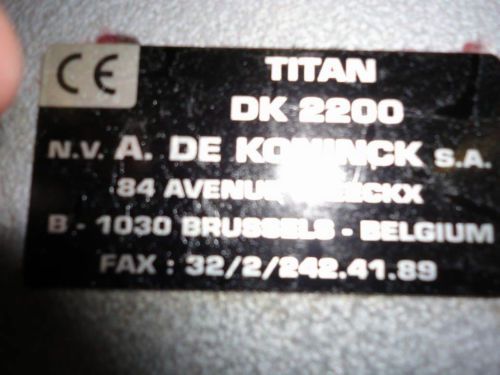 CE
TITAN
DK 2200
N.V. A. DE KONINCK S.A.
84 AVENUE
B - 1030 BRUSSELS - BELGIUM
FAX : 32/2/242.41.89